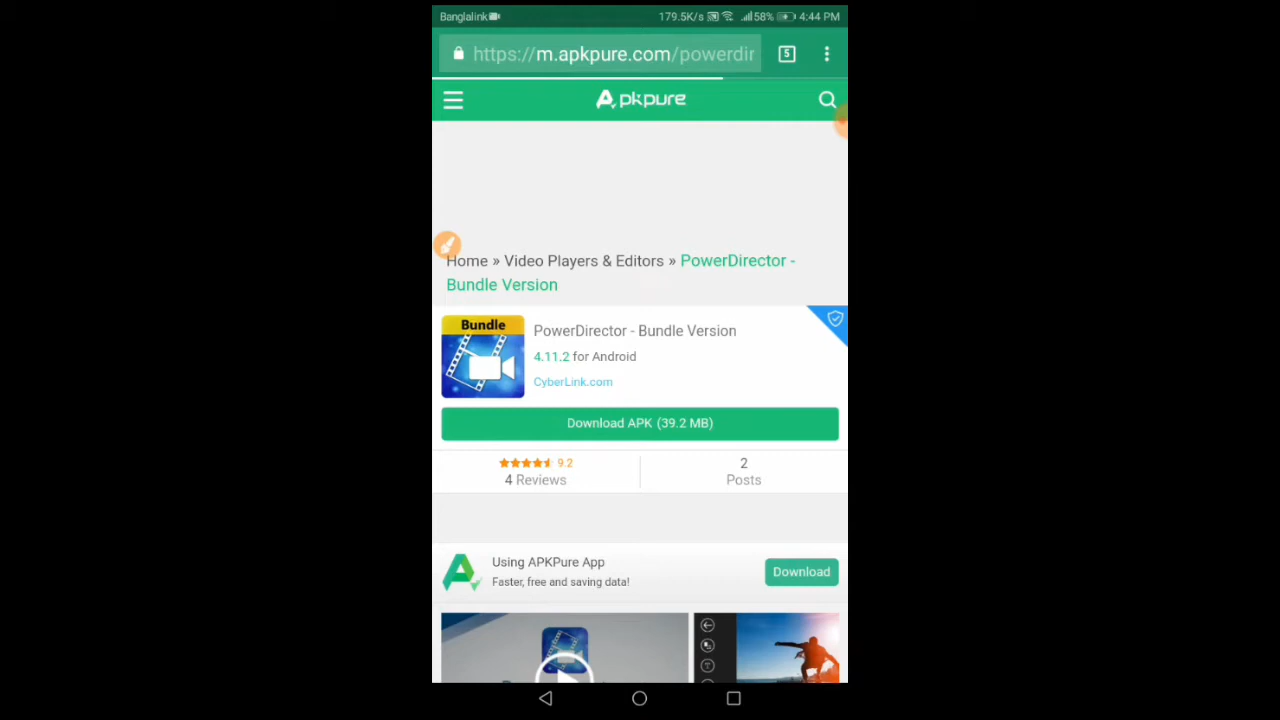 Banglalink
179.5K/s 58% 4:44 PM
https://m.apkpure.com/powerdir
5
Apkpure
Home » Video Players & Editors » PowerDirector -
Bundle Version
Bundle
PowerDirector - Bundle Version
4.11.2 for Android
CyberLink.com
Download APK (39.2 MB)
9.2
4 Reviews
2
Posts
Using APKPure App
Faster, free and saving data!
Download